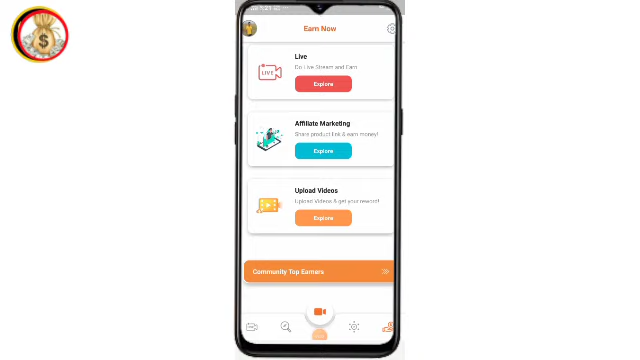 Earn Now
Live
Do Live Stream and Earn
Explore
LIVE
Affiliate Marketing
Share product link & earn money!
Explore
Upload Videos
Upload Videos & get your reward!
Explore
Community Top Earners
$